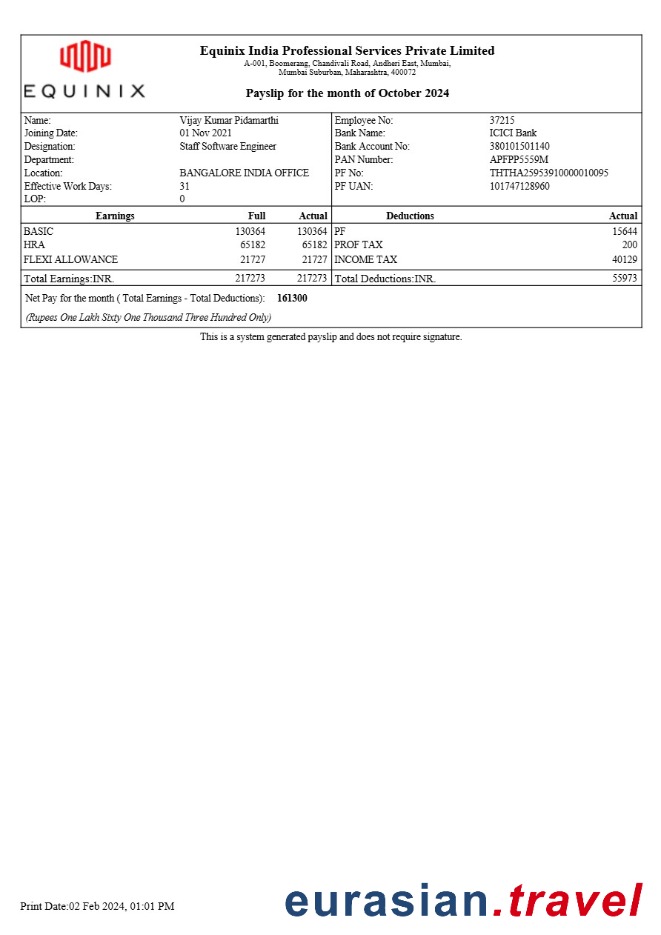 Equinix India Professional Services Private Limited
A-001, Boomerang, Chandivali Road, Andheri East, Mumbai,
Mumbai Suburban, Maharashtra, 400072
EQUINIX
Payslip for the month of October 2024
Name: Vijay Kumar Pidamarthi Employee No: 37215
Joining Date: 01 Nov 2021 Bank Name: ICICI Bank
Designation: Staff Software Engineer Bank Account No: 380101501140
Department: PAN Number: APFPP5559M
Location: BANGALORE INDIA OFFICE PF No: THTHA25953910000010095
Effective Work Days: 31 PF UAN: 101747128960
LOP: 0
Earnings Full Actual Deductions Actual
BASIC 130364 130364 PF 15644
HRA 65182 65182 PROF TAX 200
FLEXI ALLOWANCE 21727 21727 INCOME TAX 40129
Total Earnings:INR. 217273 217273 Total Deductions:INR. 55973
Net Pay for the month ( Total Earnings - Total Deductions): 161300
(Rupees One Lakh Sixty One Thousand Three Hundred Only)
This is a system generated payslip and does not require signature.
Print Date:02 Feb 2024, 01:01 PM
eurasian.travel